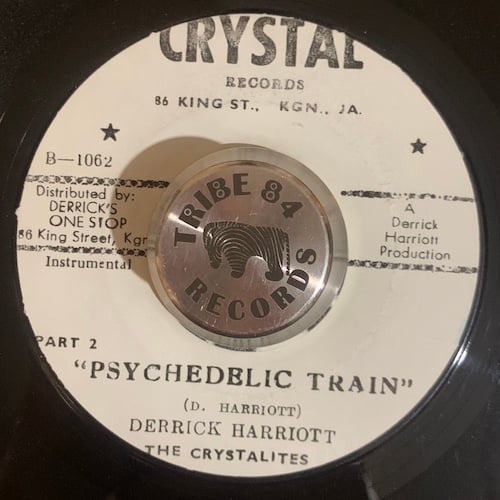 CRYSTAL
RECORDS
86 KING ST., KGN., JA.
B—1062
Distributed by:
DERRICK'S
ONE STOP
86 King Street, Kgn
Instrumental
TRIBE 84
RECORDS
A
Derrick
Harriott
Production
PART 2
"PSYCHEDELIC TRAIN"
(D. HARRIOTT)
DERRICK HARRIOTT
THE CRYSTALITES